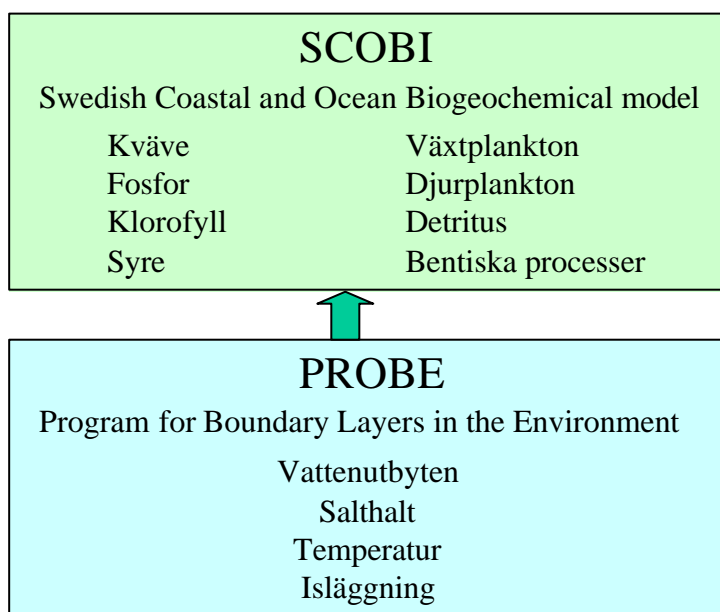 SCOBI
Swedish Coastal and Ocean Biogeochemical model
Kväve
Fosfor
Klorofyll
Syre
Växtplankton
Djurplankton
Detritus
Bentiska processer
PROBE
Program for Boundary Layers in the Environment
Vattenutbyten
Salthalt
Temperatur
Isläggning